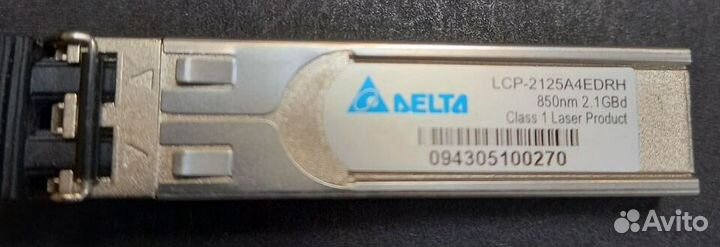 LCP-2125A4EDRH
850nm 2.1GBd
DELTA
Class 1 Laser Product
094305100270
Avito